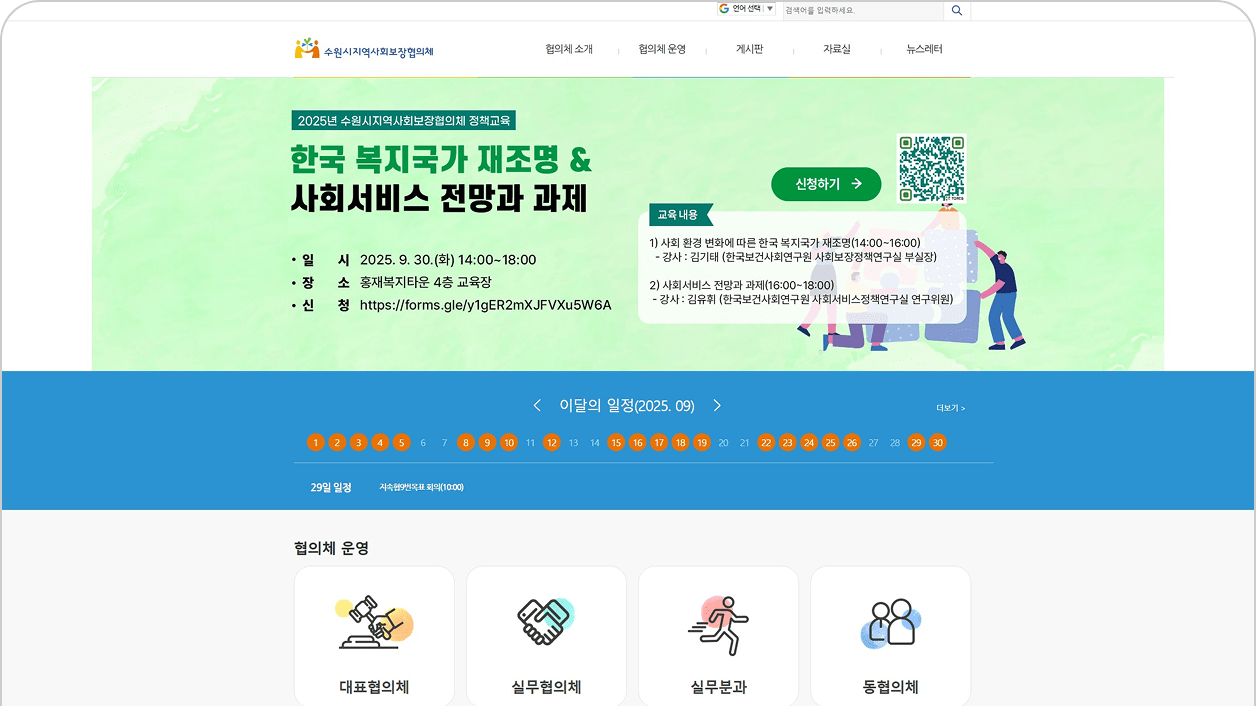 언어 선택 ▼
검색어를 입력하세요.
수원시지역사회보장협의체
협의체 소개
협의체 운영
게시판
자료실
뉴스레터
2025년 수원시지역사회보장협의체 정책교육
한국 복지국가 재조명 &
사회서비스 전망과 과제
• 일 시 2025. 9. 30.(화) 14:00~18:00
• 장 소 홍재복지타운 4층 교육장
• 신 청 https://forms.gle/y1gER2mXJFVXu5W6A
신청하기 →
교육 내용
1) 사회 환경 변화에 따른 한국 복지국가 재조명(14:00~16:00)
- 강사 : 김기태 (한국보건사회연구원 사회보장정책연구실 부실장)
2) 사회서비스 전망과 과제(16:00~18:00)
- 강사 : 김유휘 (한국보건사회연구원 사회서비스정책연구실 연구위원)
< 이달의 일정(2025. 09) >
더보기 >
1 2 3 4 5 6 7 8 9 10 11 12 13 14 15 16 17 18 19 20 21 22 23 24 25 26 27 28 29 30
29일 일정 지속협9번목표 회의(10:00)
협의체 운영
대표협의체
실무협의체
실무분과
동협의체